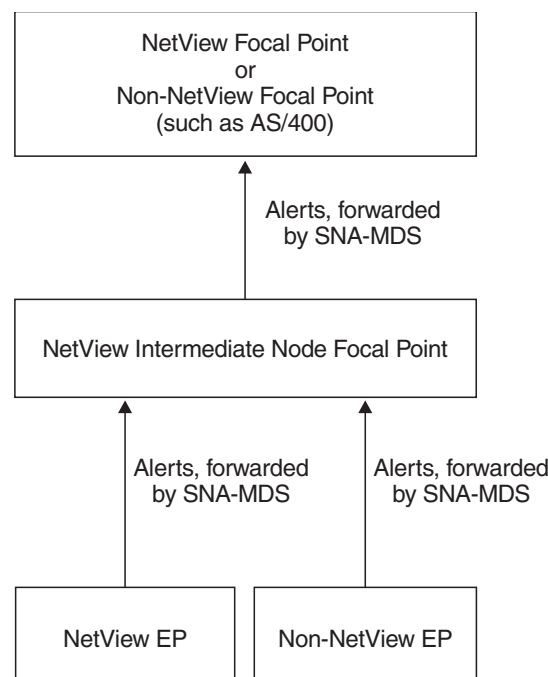 NetView Focal Point
or
Non-NetView Focal Point
(such as AS/400)
Alerts, forwarded
by SNA-MDS
NetView Intermediate Node Focal Point
Alerts, forwarded
by SNA-MDS
Alerts, forwarded
by SNA-MDS
NetView EP
Non-NetView EP